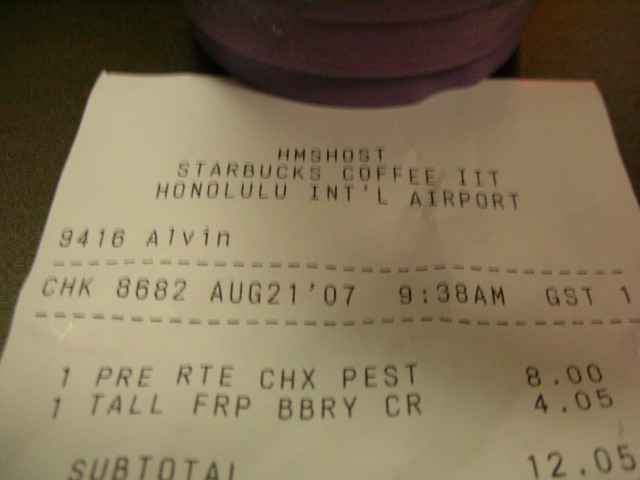 HMSHOST
STARBUCKS COFFEE IIT
HONOLULU INT'L AIRPORT
9416 Alvin
CHK 8682 AUG21'07 9:38AM GST 1
1 PRE RTE CHX PEST 8.00
1 TALL FRP BBRY CR 4.05
SUBTOTAL 12.05